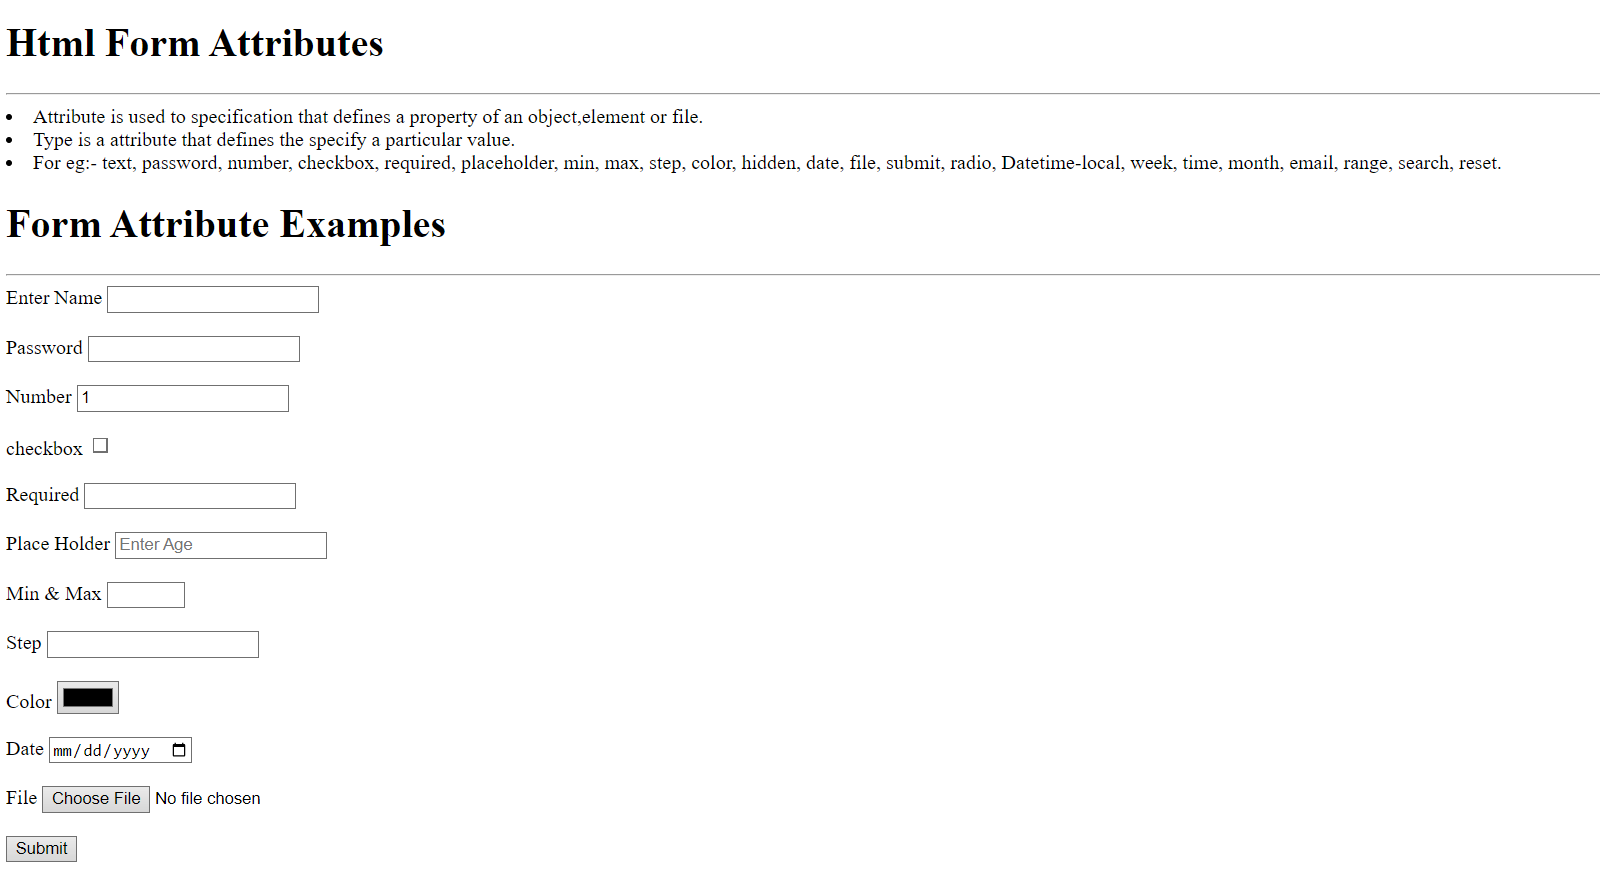 Html Form Attributes
Attribute is used to specification that defines a property of an object,element or file.
Type is a attribute that defines the specify a particular value.
For eg:- text, password, number, checkbox, required, placeholder, min, max, step, color, hidden, date, file, submit, radio, Datetime-local, week, time, month, email, range, search, reset.
Form Attribute Examples
Enter Name
Password
Number 1
checkbox
Required
Place Holder Enter Age
Min & Max
Step
Color
Date mm/dd/yyyy
File Choose File No file chosen
Submit